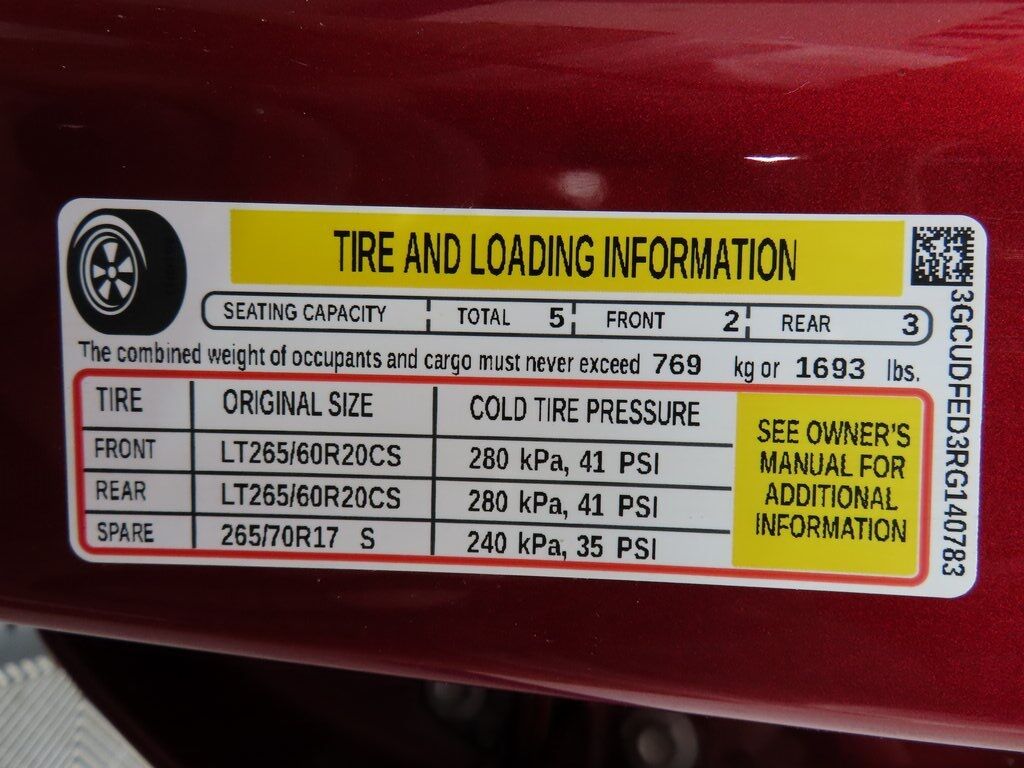 TIRE AND LOADING INFORMATION
SEATING CAPACITY TOTAL 5 FRONT 2 REAR 3
The combined weight of occupants and cargo must never exceed 769 kg or 1693 lbs.
TIRE ORIGINAL SIZE COLD TIRE PRESSURE
FRONT LT265/60R20CS 280 kPa, 41 PSI
REAR LT265/60R20CS 280 kPa, 41 PSI
SPARE 265/70R17 S 240 kPa, 35 PSI
SEE OWNER'S
MANUAL FOR
ADDITIONAL
INFORMATION
3GCUDFED3RG140783